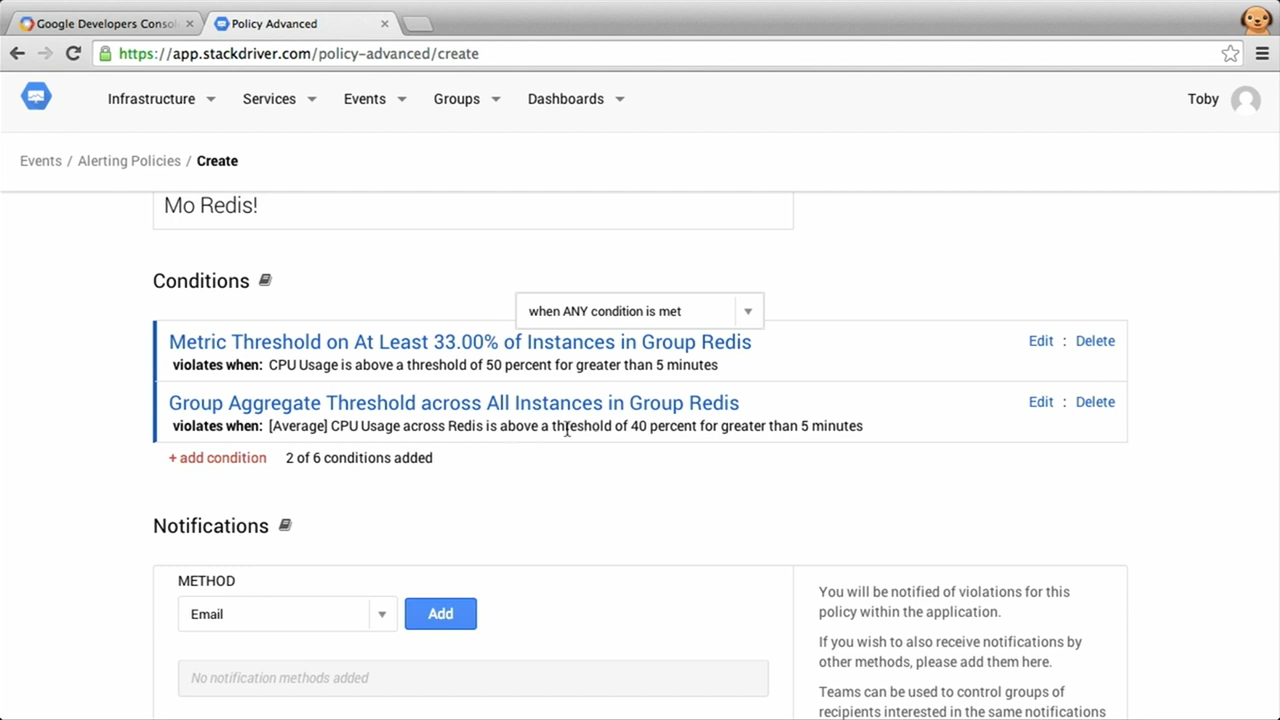 Google Developers Conso
Policy Advanced
https://app.stackdriver.com/policy-advanced/create
Infrastructure Services Events Groups Dashboards Toby
Events / Alerting Policies / Create
Mo Redis!
Conditions
when ANY condition is met
Metric Threshold on At Least 33.00% of Instances in Group Redis
Edit : Delete
violates when: CPU Usage is above a threshold of 50 percent for greater than 5 minutes
Group Aggregate Threshold across All Instances in Group Redis
Edit : Delete
violates when: [Average] CPU Usage across Redis is above a threshold of 40 percent for greater than 5 minutes
+ add condition 2 of 6 conditions added
Notifications
METHOD
Email
Add
No notification methods added
You will be notified of violations for this
policy within the application.
If you wish to also receive notifications by
other methods, please add them here.
Teams can be used to control groups of
recipients interested in the same notifications